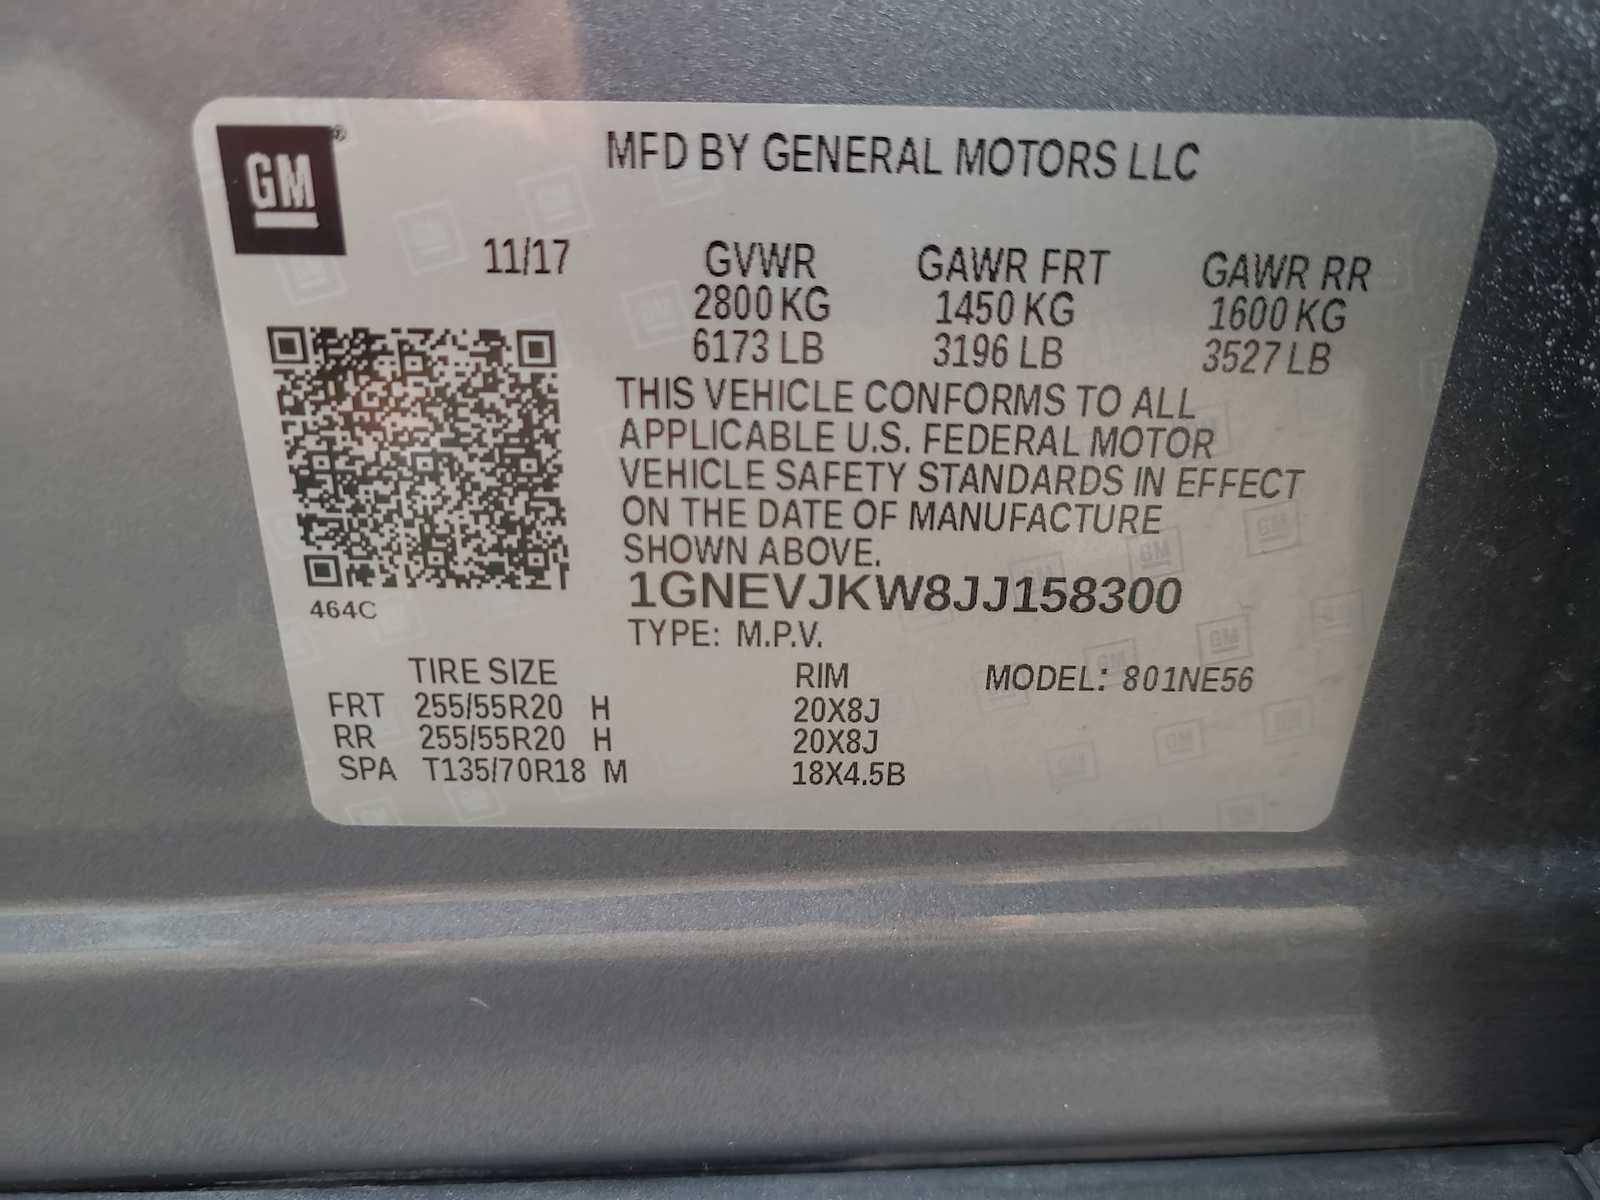 GM®
MFD BY GENERAL MOTORS LLC
11/17
GVWR GAWR FRT GAWR RR
2800 KG 1450 KG 1600 KG
6173 LB 3196 LB 3527 LB
THIS VEHICLE CONFORMS TO ALL
APPLICABLE U.S. FEDERAL MOTOR
VEHICLE SAFETY STANDARDS IN EFFECT
ON THE DATE OF MANUFACTURE
SHOWN ABOVE.
1GNEVJKW8JJ158300
464C
TYPE: M.P.V.
TIRE SIZE RIM MODEL: 801NE56
FRT 255/55R20 H 20X8J
RR 255/55R20 H 20X8J
SPA T135/70R18 M 18X4.5B